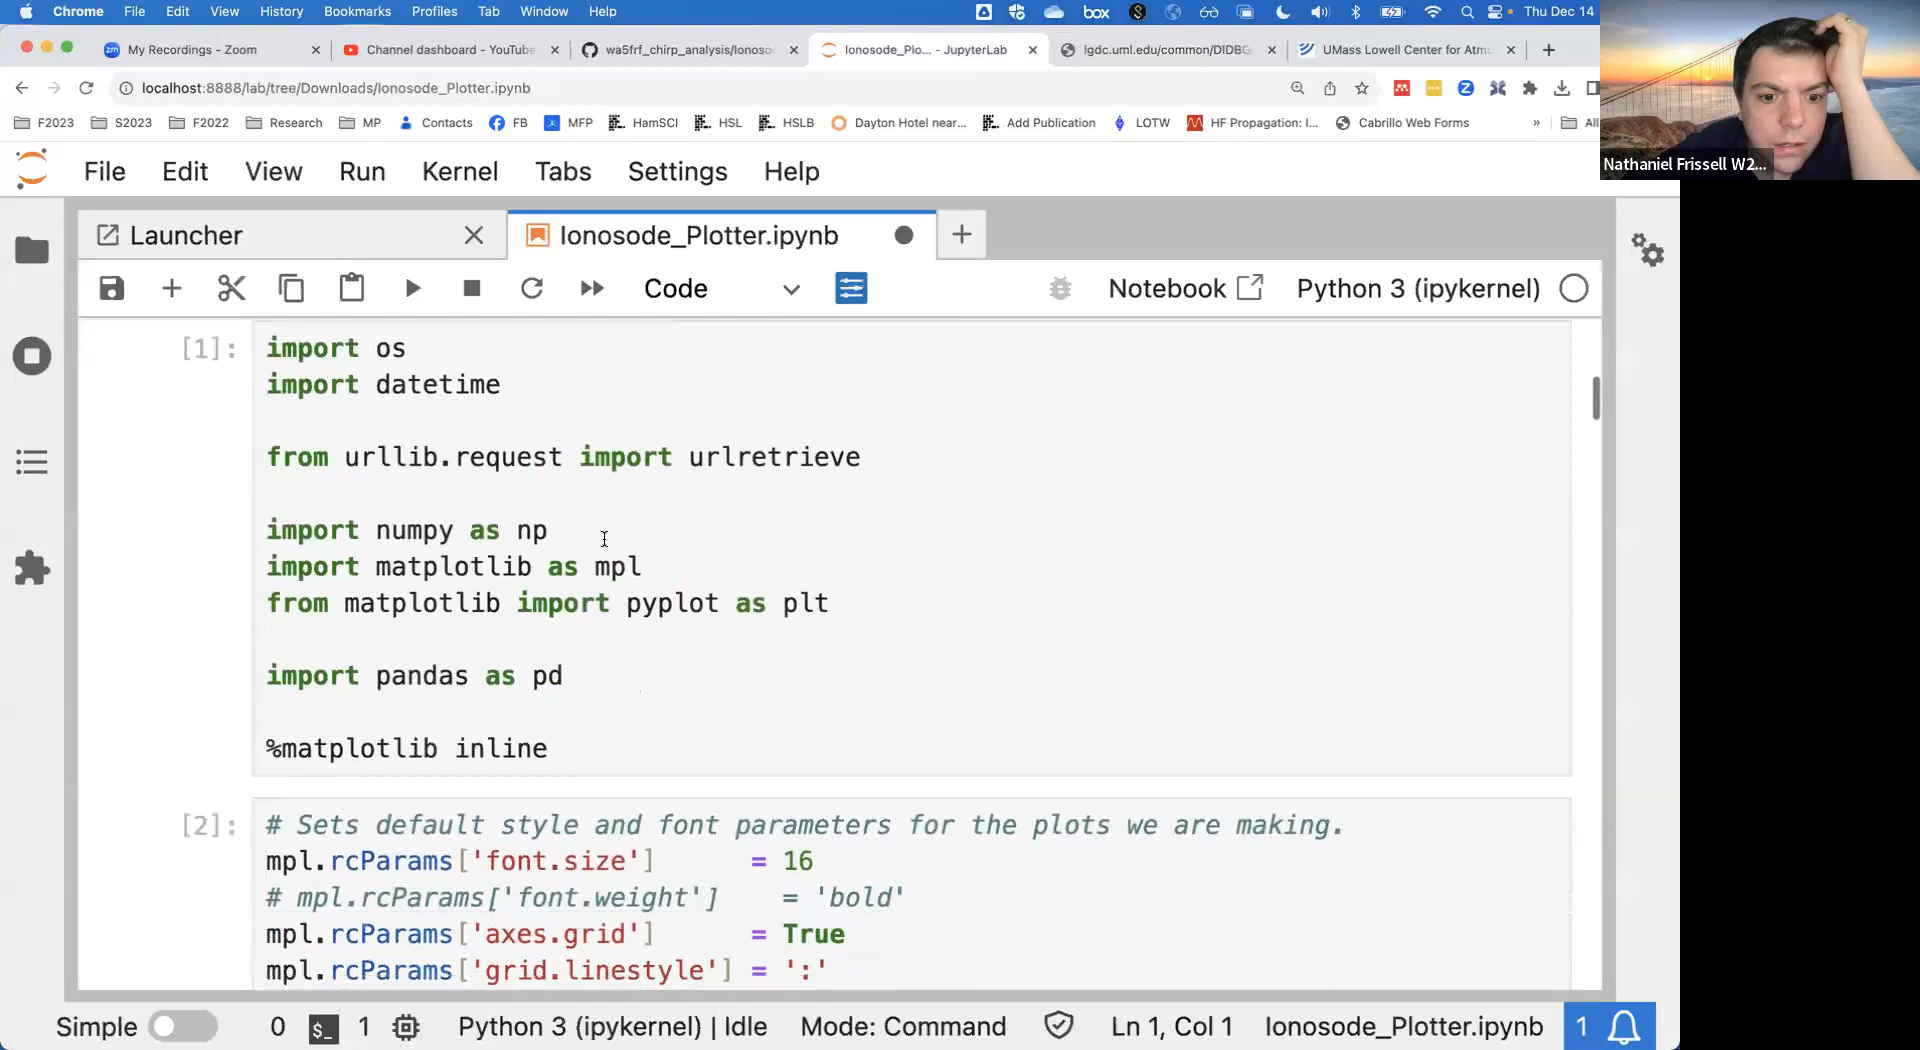 Chrome File Edit View History Bookmarks Profiles Tab Window Help box Thu Dec 14
My Recordings - Zoom Channel dashboard - YouTube wa5frf_chirp_analysis/Ionoso Ionosode_Plo... - JupyterLab lgdc.uml.edu/common/DIDBG UMass Lowell Center for Atmo
localhost:8888/lab/tree/Downloads/Ionosode_Plotter.ipynb
F2023 S2023 F2022 Research MP Contacts FB MFP HamSCI HSL HSLB Dayton Hotel near... Add Publication LOTW HF Propagation: I... Cabrillo Web Forms » All
Nathaniel Frissell W2...
File Edit View Run Kernel Tabs Settings Help
Launcher Ionosode_Plotter.ipynb
Code Notebook Python 3 (ipykernel)
[1]: import os
import datetime
from urllib.request import urlretrieve
import numpy as np
import matplotlib as mpl
from matplotlib import pyplot as plt
import pandas as pd
%matplotlib inline
[2]: # Sets default style and font parameters for the plots we are making.
mpl.rcParams['font.size'] = 16
# mpl.rcParams['font.weight'] = 'bold'
mpl.rcParams['axes.grid'] = True
mpl.rcParams['grid.linestyle'] = ':'
Simple 0 $_ 1 Python 3 (ipykernel) | Idle Mode: Command Ln 1, Col 1 Ionosode_Plotter.ipynb 1